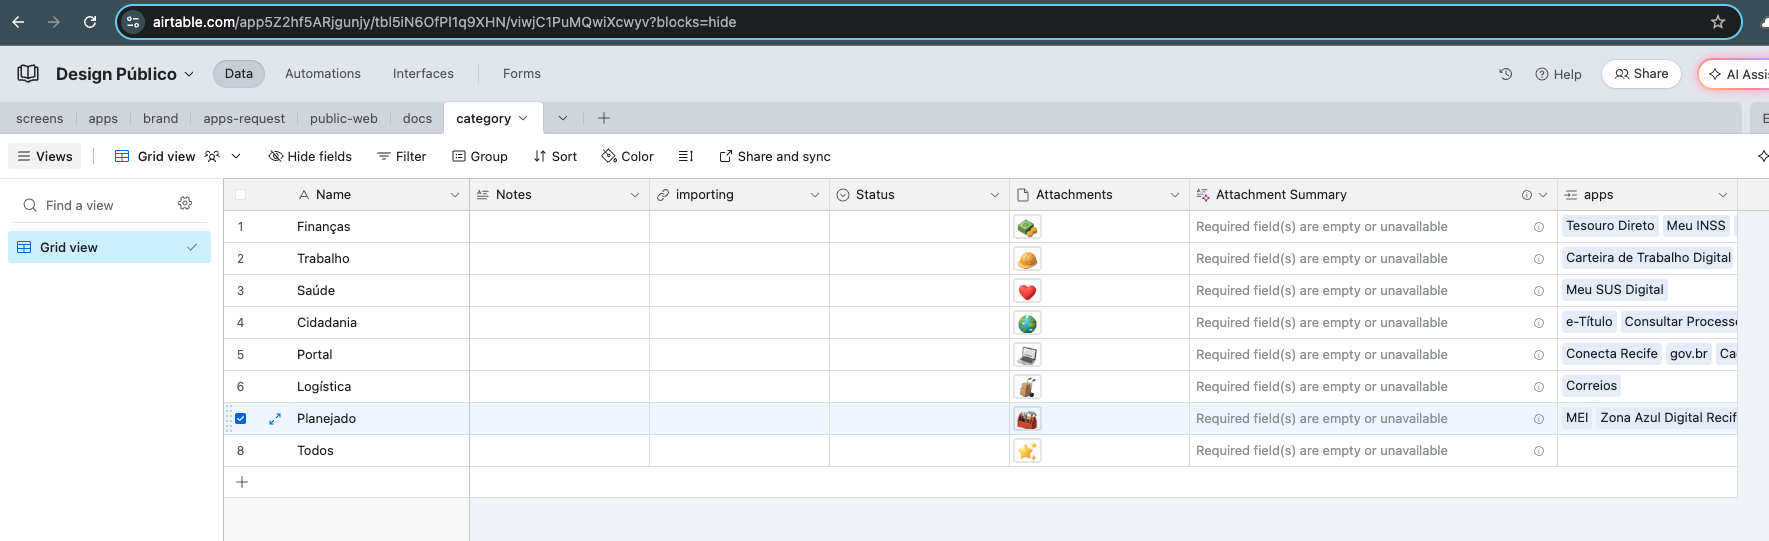 airtable.com/app5Z2hf5ARjgunjy/tbl5iN6OfPI1q9XHN/viwjC1PuMQwiXcwyv?blocks=hide
Design Público Data Automations Interfaces Forms Help Share AI Assi
screens apps brand apps-request public-web docs category
Views Grid view Hide fields Filter Group Sort Color Share and sync
Find a view
Grid view
Name Notes importing Status Attachments Attachment Summary apps
1 Finanças Required field(s) are empty or unavailable Tesouro Direto Meu INSS
2 Trabalho Required field(s) are empty or unavailable Carteira de Trabalho Digital
3 Saúde Required field(s) are empty or unavailable Meu SUS Digital
4 Cidadania Required field(s) are empty or unavailable e-Título Consultar Process
5 Portal Required field(s) are empty or unavailable Conecta Recife gov.br Ca
6 Logística Required field(s) are empty or unavailable Correios
Planejado Required field(s) are empty or unavailable MEI Zona Azul Digital Recif
8 Todos Required field(s) are empty or unavailable